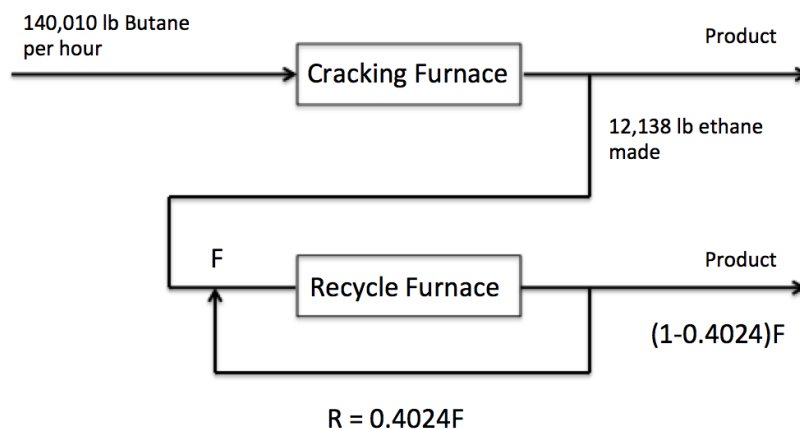 140,010 lb Butane
per hour
Product
Cracking Furnace
12,138 lb ethane
made
F
Product
Recycle Furnace
(1-0.4024)F
R = 0.4024F